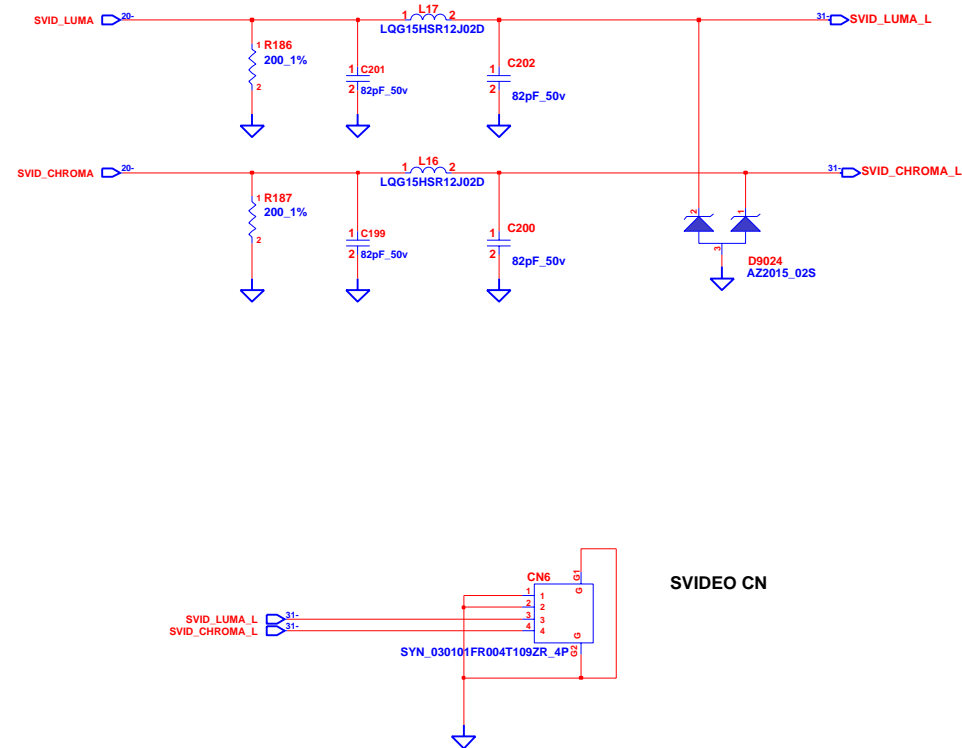 SVID_LUMA 20- 1 L17 2 31- SVID_LUMA_L
LQG15HSR12J02D
1 R186
200_1%
2
1 C201
2 82pF_50v
1 C202
2 82pF_50v
SVID_CHROMA 20- 1 L16 2 31- SVID_CHROMA_L
LQG15HSR12J02D
1 R187
200_1%
2
1 C199
2 82pF_50v
1 C200
2 82pF_50v
2 1
3
D9024
AZ2015_02S
SVIDEO CN
CN6
G1
G
1 1
2 2
SVID_LUMA_L 31- 3 3
SVID_CHROMA_L 31- 4 4
G
G2
SYN_030101FR004T109ZR_4P